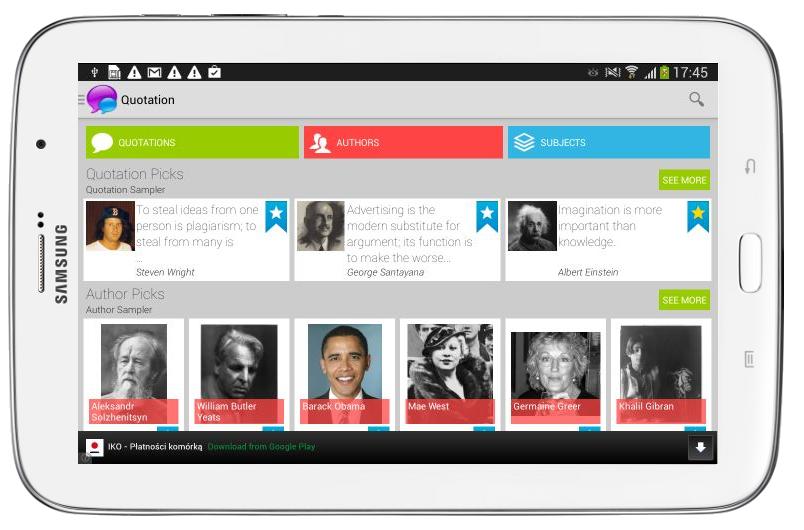 17:45
Quotation
QUOTATIONS
AUTHORS
SUBJECTS
Quotation Picks
Quotation Sampler
SEE MORE
B
To steal ideas from one
person is plagiarism; to
steal from many is
...
Steven Wright
Advertising is the
modern substitute for
argument; its function is
to make the worse...
George Santayana
Imagination is more
important than
knowledge.
Albert Einstein
Author Picks
Author Sampler
SEE MORE
Aleksandr
Solzhenitsyn
William Butler
Yeats
Barack Obama
Mae West
Germaine Greer
Khalil Gibran
IKO - Płatności komórką Download from Google Play
SAMSUNG